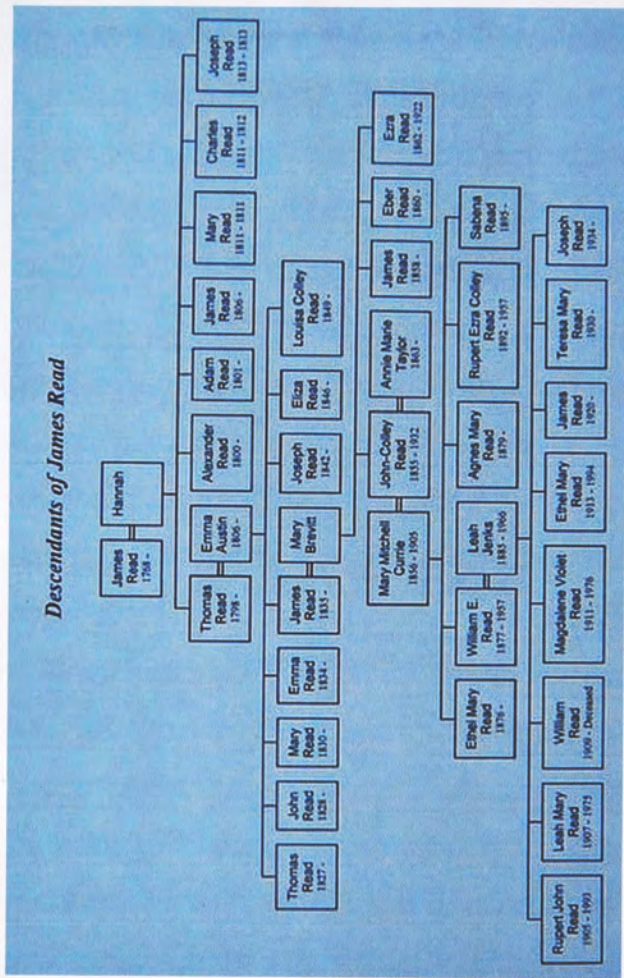 Descendants of James Read
James
Read
1768 -
Hannah
Thomas
Read
1798 -
Emma
Austin
1806 -
Alexander
Read
1800 -
Adam
Read
1801 -
James
Read
1806 -
Mary
Read
1811 - 1811
Charles
Read
1811 - 1812
Joseph
Read
1813 - 1813
Thomas
Read
1827 -
John
Read
1828 -
Mary
Read
1830 -
Emma
Read
1834 -
James
Read
1835 -
Mary
Brevitt
Joseph
Read
1842 -
Eliza
Read
1846 -
Louisa Colley
Read
1849 -
Mary Mitchell
Currie
1856 - 1905
John-Colley
Read
1855 - 1932
Annie Marie
Taylor
1863 -
James
Read
1858 -
Eber
Read
1860 -
Ezra
Read
1862 - 1922
Ethel Mary
Read
1876 -
William E.
Read
1877 - 1957
Leah
Jenks
1885 - 1966
Agnes Mary
Read
1879 -
Rupert Ezra Colley
Read
1892 - 1957
Sabena
Read
1895 -
Rupert John
Read
1905 - 1993
Leah Mary
Read
1907 - 1975
William
Read
1909 - Deceased
Magdalene Violet
Read
1911 - 1976
Ethel Mary
Read
1915 - 1994
James
Read
1920 -
Teresa Mary
Read
1930 -
Joseph
Read
1934 -